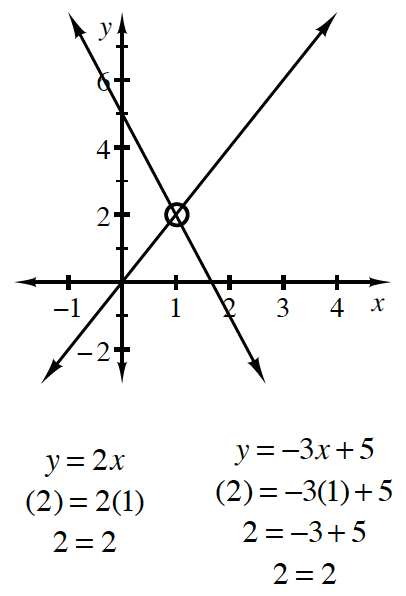 y
6
4
2
–1 1 2 3 4 x
–2
y = 2x
(2) = 2(1)
2 = 2
y = –3x + 5
(2) = –3(1) + 5
2 = –3 + 5
2 = 2